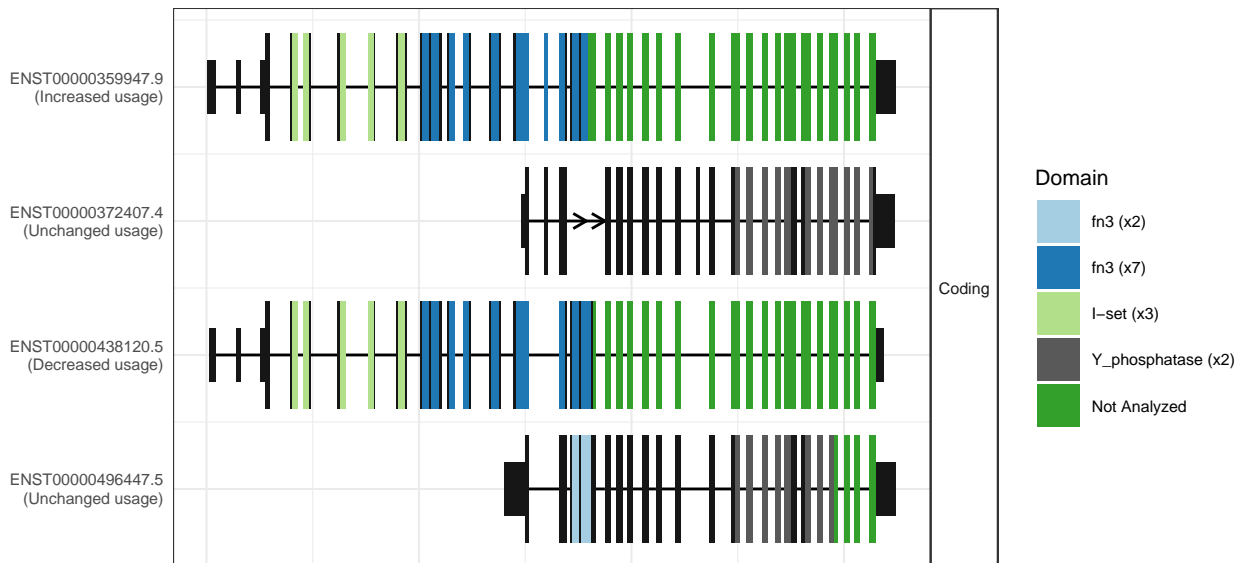 ENST00000359947.9
(Increased usage)
ENST00000372407.4
(Unchanged usage)
ENST00000438120.5
(Decreased usage)
ENST00000496447.5
(Unchanged usage)
Coding
Domain
fn3 (x2)
fn3 (x7)
I−set (x3)
Y_phosphatase (x2)
Not Analyzed